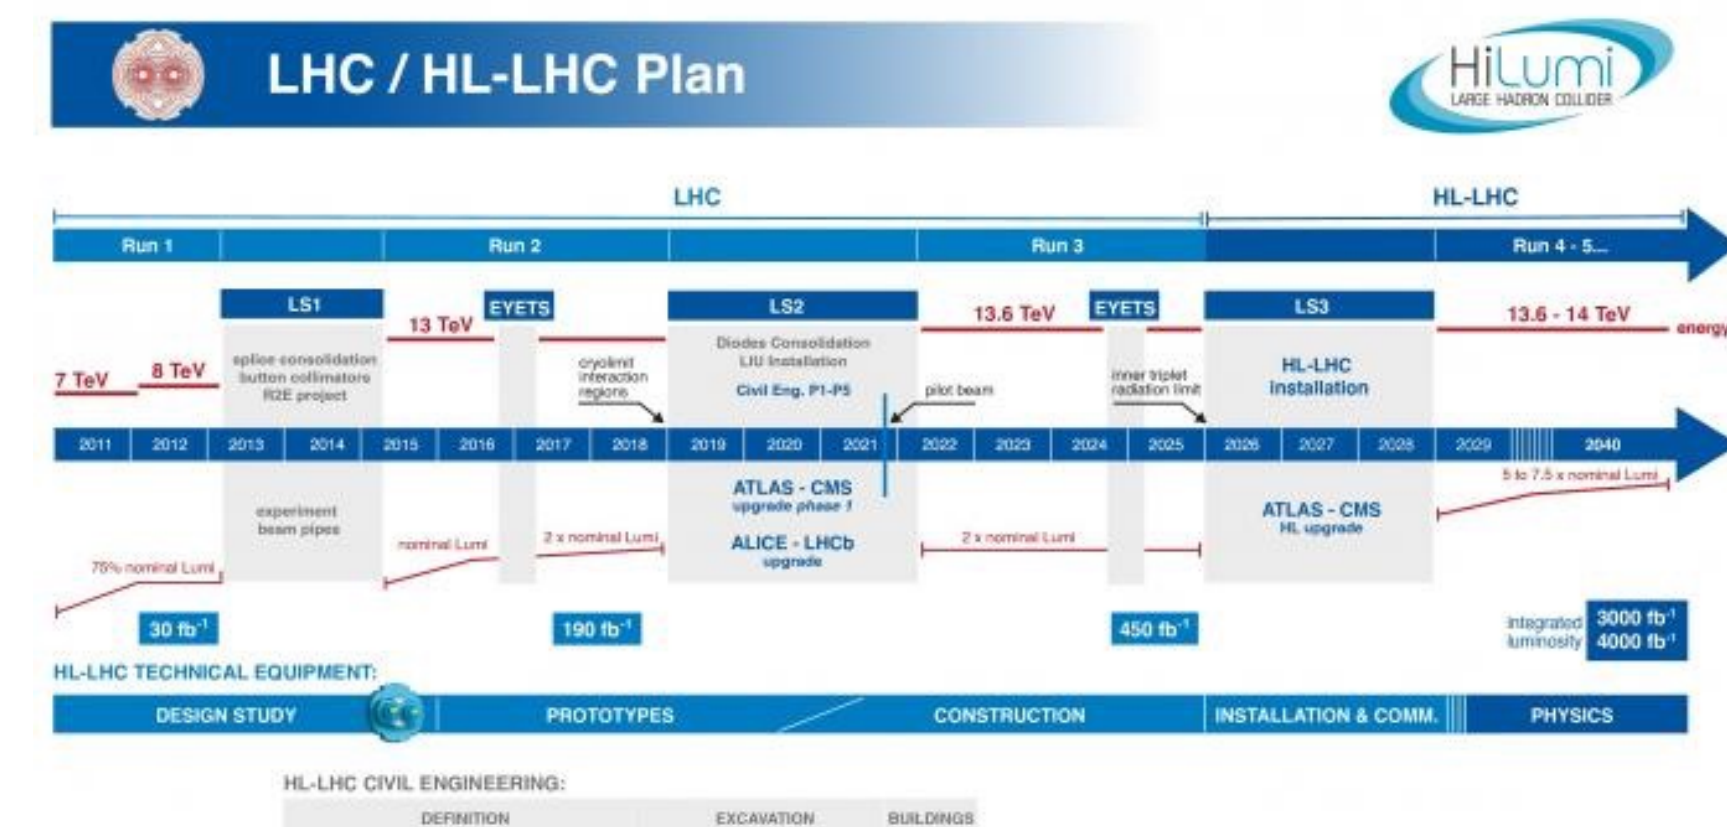 LHC / HL-LHC Plan
HiLumi
LARGE HADRON COLLIDER
LHC
HL-LHC
Run 1
Run 2
Run 3
Run 4 - 5...
LS1
EYETS
LS2
EYETS
LS3
13 TeV
13.6 TeV
13.6 - 14 TeV
energy
7 TeV
8 TeV
splice consolidation
button collimators
R2E project
cryolimit
interaction
regions
Diodes Consolidation
LIU Installation
Civil Eng. P1-P5
pilot beam
inner triplet
radiation limit
HL-LHC
installation
2011 2012 2013 2014 2015 2016 2017 2018 2019 2020 2021 2022 2023 2024 2025 2026 2027 2028 2029 2040
5 to 7.5 x nominal Lumi
experiment
beam pipes
ATLAS - CMS
upgrade phase 1
ALICE - LHCb
upgrade
ATLAS - CMS
HL upgrade
75% nominal Lumi
nominal Lumi
2 x nominal Lumi
2 x nominal Lumi
30 fb⁻¹
190 fb⁻¹
450 fb⁻¹
integrated
luminosity
3000 fb⁻¹
4000 fb⁻¹
HL-LHC TECHNICAL EQUIPMENT:
DESIGN STUDY
PROTOTYPES
CONSTRUCTION
INSTALLATION & COMM.
PHYSICS
HL-LHC CIVIL ENGINEERING:
DEFINITION
EXCAVATION
BUILDINGS